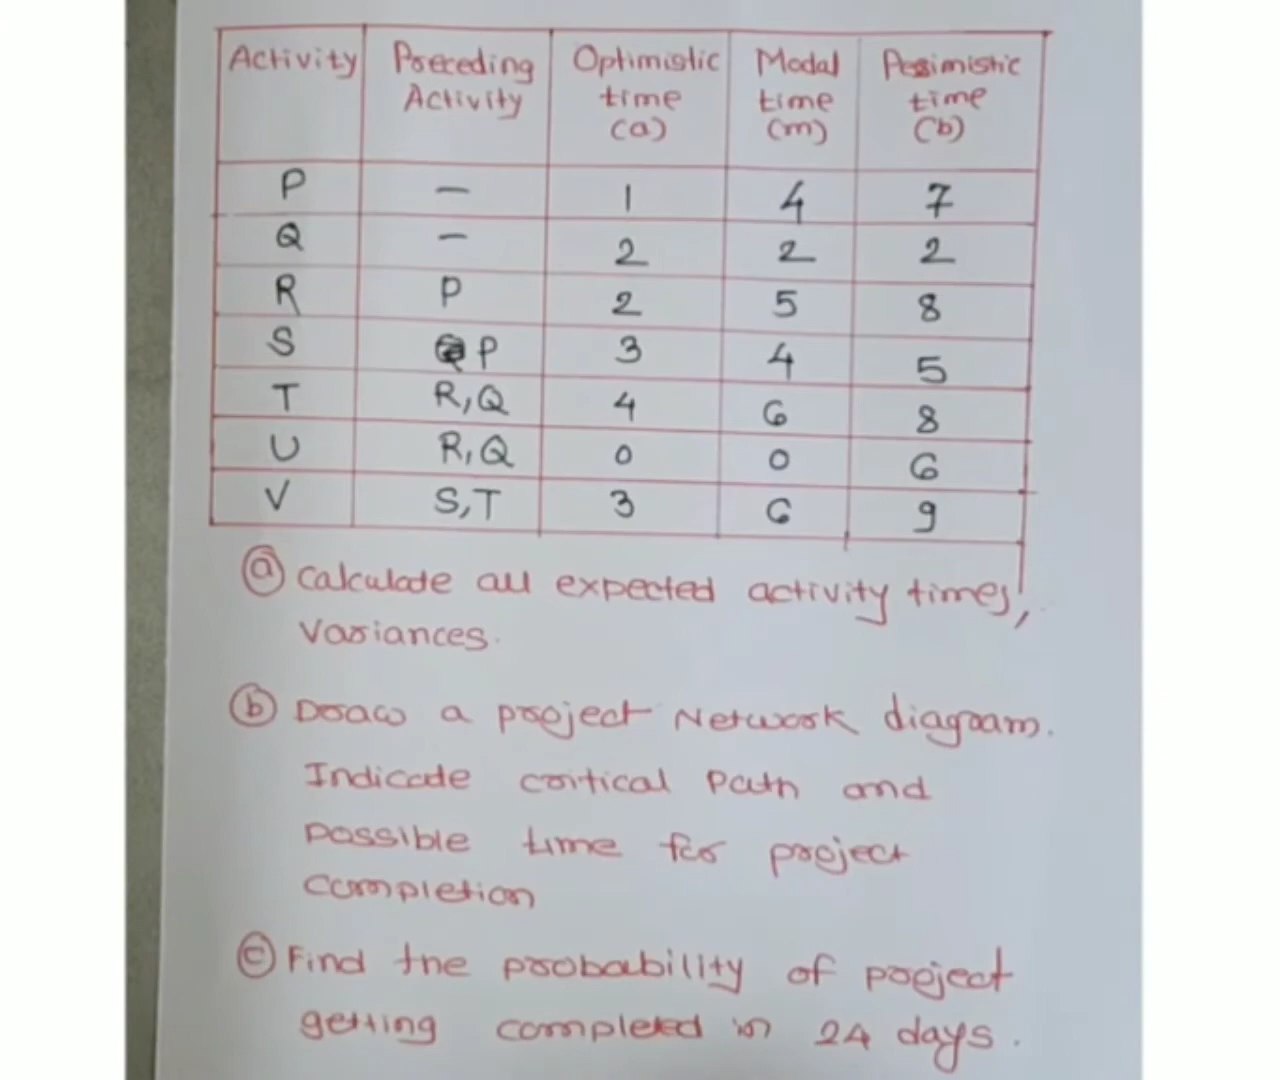 Activity Preceding Activity Optimistic time (a) Modal time (m) Pessimistic time (b)
P — 1 4 7
Q — 2 2 2
R P 2 5 8
S P 3 4 5
T R,Q 4 6 8
U R,Q 0 0 6
V S,T 3 6 9
(a) Calculate all expected activity times,
Variances.
(b) Draw a project Network diagram.
Indicate critical path and
possible time for project
completion
(c) Find the probability of project
getting completed in 24 days.